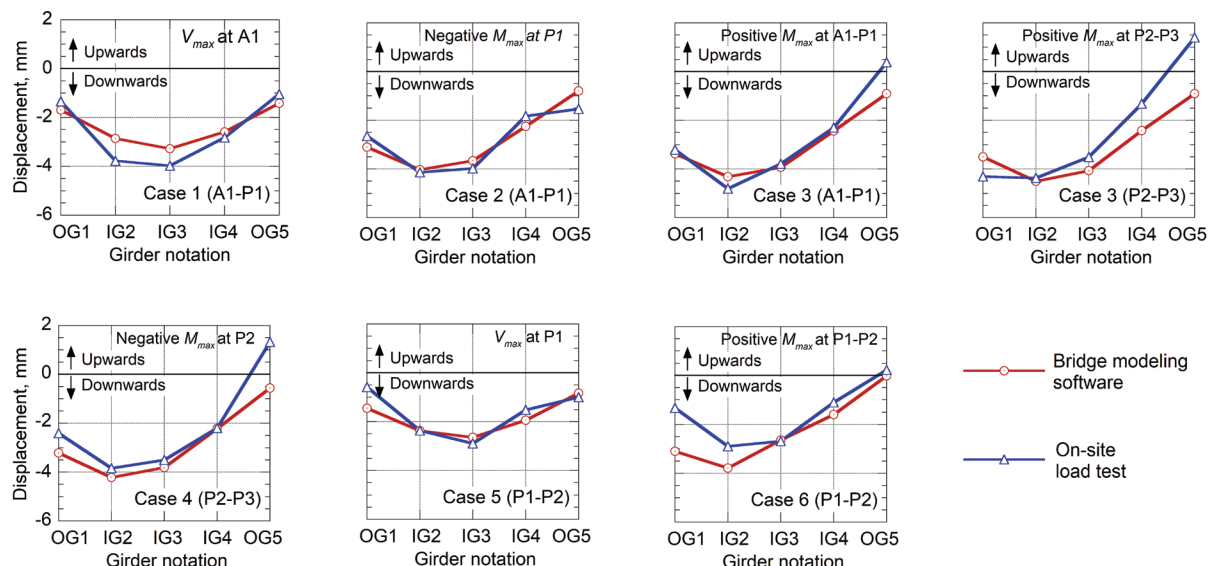 2
0
-2
-4
-6
Displacement, mm
Vmax at A1
Upwards
Downwards
Case 1 (A1-P1)
OG1 IG2 IG3 IG4 OG5
Girder notation
Negative Mmax at P1
Upwards
Downwards
Case 2 (A1-P1)
OG1 IG2 IG3 IG4 OG5
Girder notation
Positive Mmax at A1-P1
Upwards
Downwards
Case 3 (A1-P1)
OG1 IG2 IG3 IG4 OG5
Girder notation
Positive Mmax at P2-P3
Upwards
Downwards
Case 3 (P2-P3)
OG1 IG2 IG3 IG4 OG5
Girder notation
2
0
-2
-4
-6
Displacement, mm
Negative Mmax at P2
Upwards
Downwards
Case 4 (P2-P3)
OG1 IG2 IG3 IG4 OG5
Girder notation
Vmax at P1
Upwards
Downwards
Case 5 (P1-P2)
OG1 IG2 IG3 IG4 OG5
Girder notation
Positive Mmax at P1-P2
Upwards
Downwards
Case 6 (P1-P2)
OG1 IG2 IG3 IG4 OG5
Girder notation
Bridge modeling
software
On-site
load test